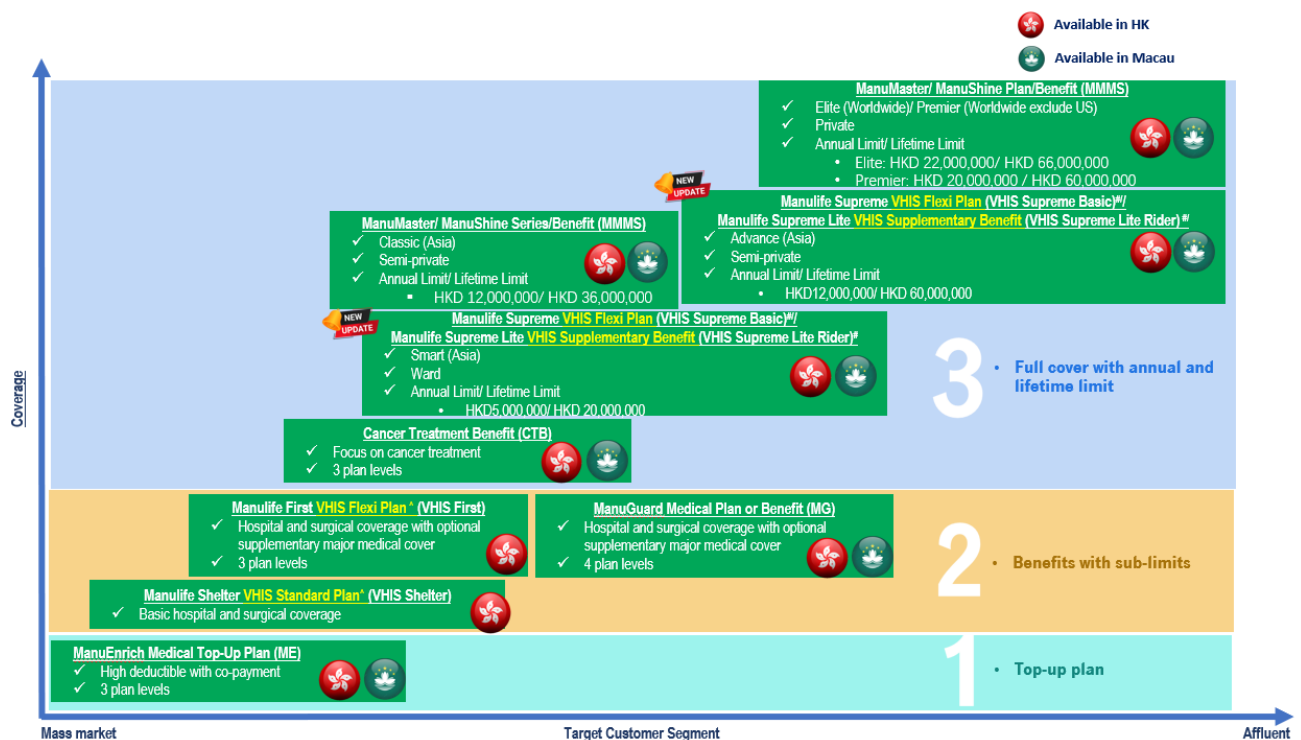 Available in HK
Available in Macau
ManuMaster/ ManuShine Plan/Benefit (MMMS)
✓ Elite (Worldwide)/ Premier (Worldwide exclude US)
✓ Private
✓ Annual Limit/ Lifetime Limit
• Elite: HKD 22,000,000/ HKD 66,000,000
• Premier: HKD 20,000,000 / HKD 60,000,000
NEW
UPDATE
Manulife Supreme VHIS Flexi Plan (VHIS Supreme Basic)#/
Manulife Supreme Lite VHIS Supplementary Benefit (VHIS Supreme Lite Rider)#/
✓ Advance (Asia)
✓ Semi-private
✓ Annual Limit/ Lifetime Limit
• HKD12,000,000/ HKD 60,000,000
ManuMaster/ ManuShine Series/Benefit (MMMS)
✓ Classic (Asia)
✓ Semi-private
✓ Annual Limit/ Lifetime Limit
▪ HKD 12,000,000/ HKD 36,000,000
NEW
UPDATE
Manulife Supreme VHIS Flexi Plan (VHIS Supreme Basic)#/
Manulife Supreme Lite VHIS Supplementary Benefit (VHIS Supreme Lite Rider)#
✓ Smart (Asia)
✓ Ward
✓ Annual Limit/ Lifetime Limit
• HKD5,000,000/ HKD 20,000,000
3
• Full cover with annual and
lifetime limit
Coverage
Cancer Treatment Benefit (CTB)
✓ Focus on cancer treatment
✓ 3 plan levels
Manulife First VHIS Flexi Plan ^ (VHIS First)
✓ Hospital and surgical coverage with optional
supplementary major medical cover
✓ 3 plan levels
ManuGuard Medical Plan or Benefit (MG)
✓ Hospital and surgical coverage with optional
supplementary major medical cover
✓ 4 plan levels
2
• Benefits with sub-limits
Manulife Shelter VHIS Standard Plan^ (VHIS Shelter)
✓ Basic hospital and surgical coverage
ManuEnrich Medical Top-Up Plan (ME)
✓ High deductible with co-payment
✓ 3 plan levels
1
• Top-up plan
Mass market
Target Customer Segment
Affluent